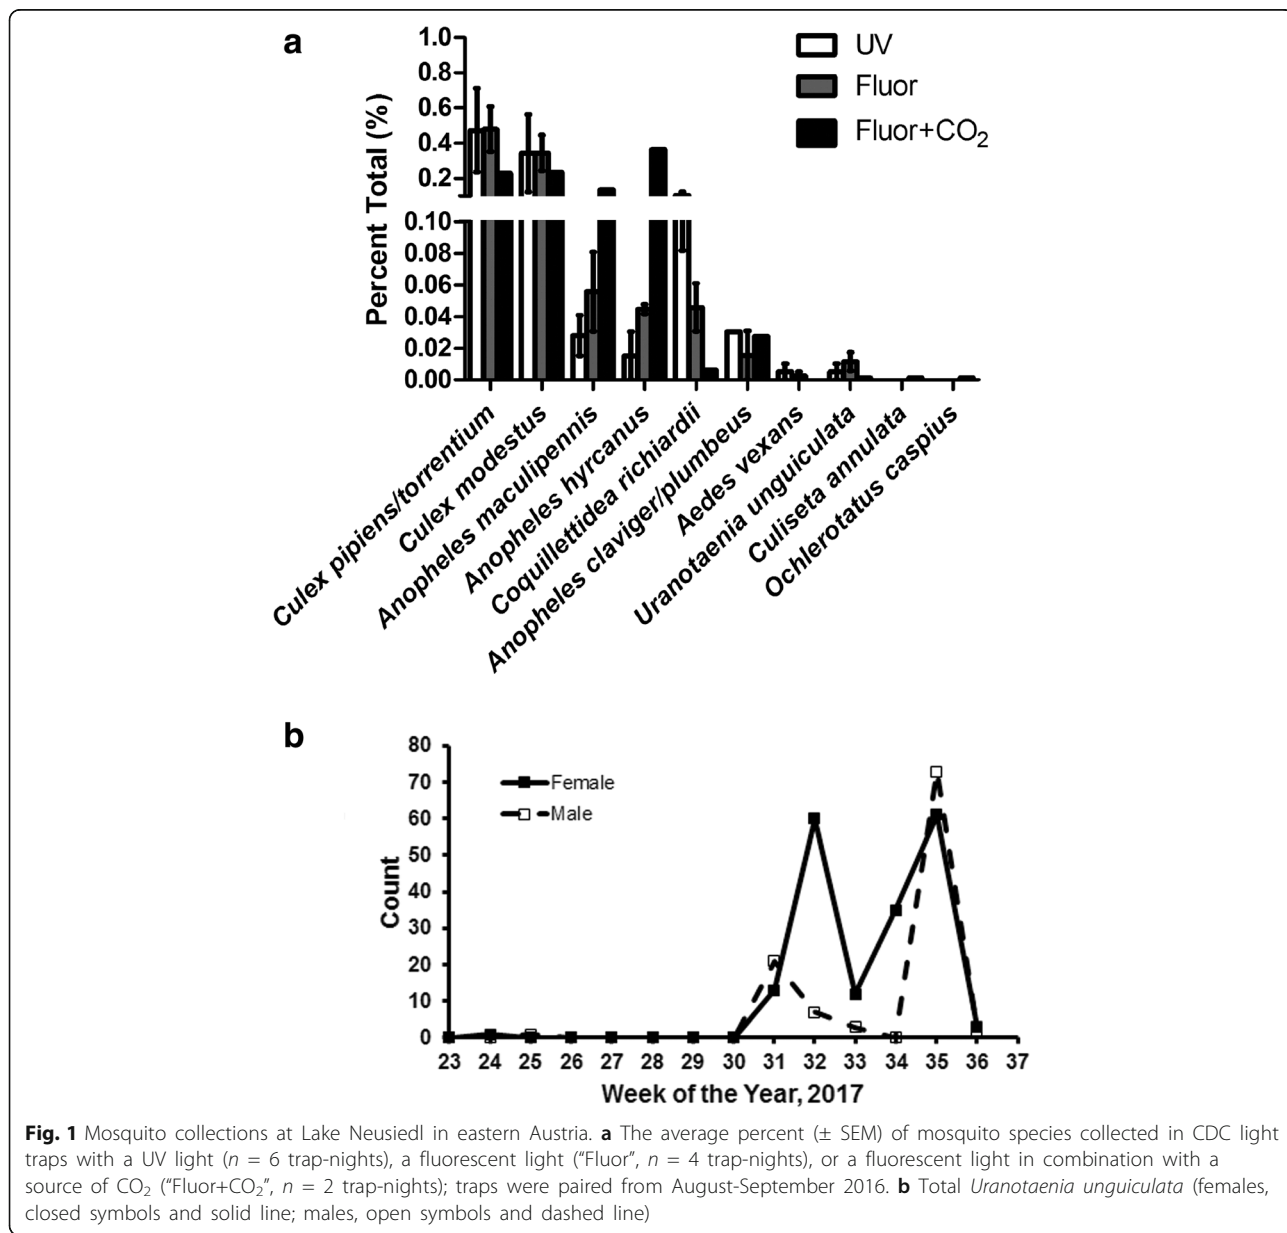 a
1.0
0.8
0.6
0.4
0.2
0.10
0.08
0.06
0.04
0.02
0.00
Percent Total (%)
UV
Fluor
Fluor+CO₂
Culex pipiens/torrentium
Culex modestus
Anopheles maculipennis
Anopheles hyrcanus
Coquillettidea richiardii
Anopheles claviger/plumbeus
Aedes vexans
Uranotaenia unguiculata
Culiseta annulata
Ochlerotatus caspius
b
80
70
60
50
40
30
20
10
0
Count
Female
Male
23 24 25 26 27 28 29 30 31 32 33 34 35 36 37
Week of the Year, 2017
Fig. 1 Mosquito collections at Lake Neusiedl in eastern Austria. a The average percent (± SEM) of mosquito species collected in CDC light
traps with a UV light (n = 6 trap-nights), a fluorescent light (“Fluor”, n = 4 trap-nights), or a fluorescent light in combination with a
source of CO₂ (“Fluor+CO₂”, n = 2 trap-nights); traps were paired from August-September 2016. b Total Uranotaenia unguiculata (females,
closed symbols and solid line; males, open symbols and dashed line)